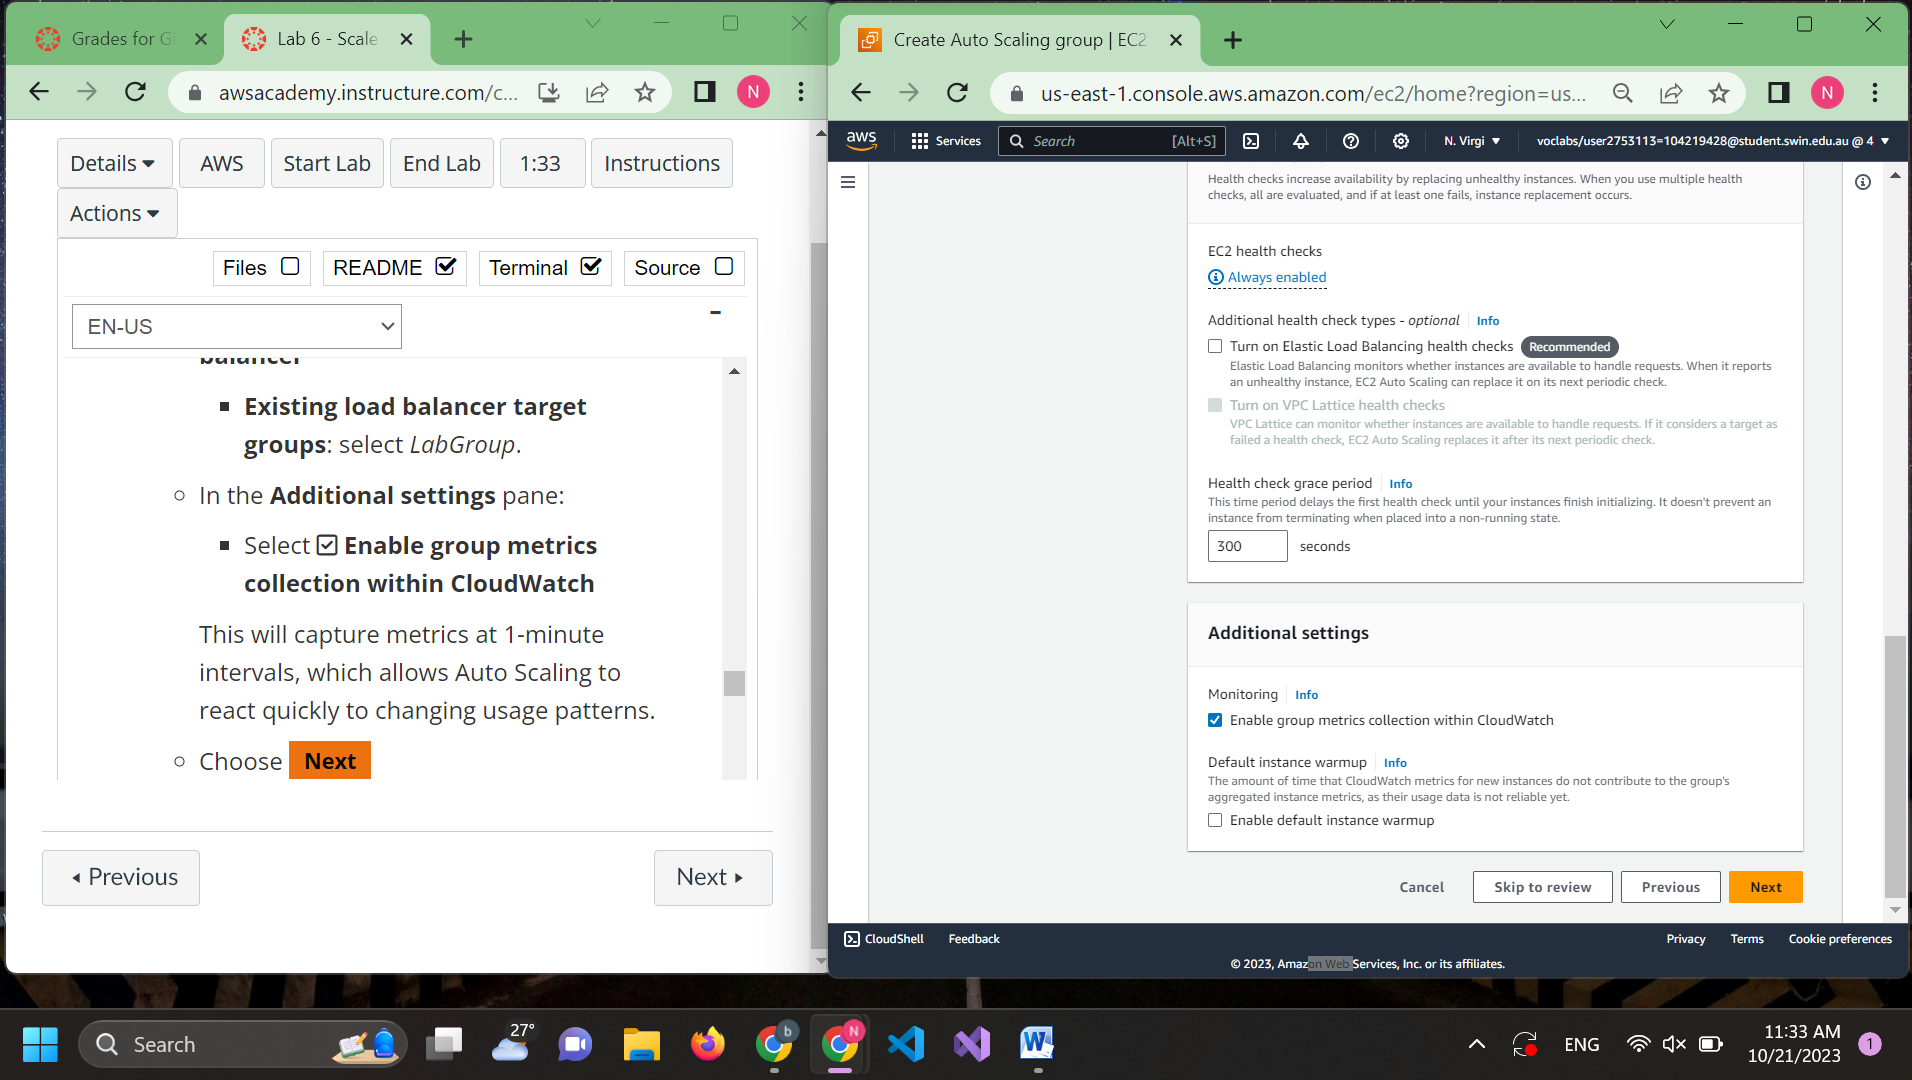 Grades for Gi
Lab 6 - Scale
awsacademy.instructure.com/c...
N
Details
AWS
Start Lab
End Lab
1:33
Instructions
Actions
Files
README
Terminal
Source
EN-US
balancer
Existing load balancer target
groups: select LabGroup.
In the Additional settings pane:
Select Enable group metrics
collection within CloudWatch
This will capture metrics at 1-minute
intervals, which allows Auto Scaling to
react quickly to changing usage patterns.
Choose Next
Previous
Next
Create Auto Scaling group | EC2
us-east-1.console.aws.amazon.com/ec2/home?region=us...
N
aws
Services
Search
[Alt+S]
N. Virgi
voclabs/user2753113=104219428@student.swin.edu.au @ 4
Health checks increase availability by replacing unhealthy instances. When you use multiple health
checks, all are evaluated, and if at least one fails, instance replacement occurs.
EC2 health checks
Always enabled
Additional health check types - optional Info
Turn on Elastic Load Balancing health checks Recommended
Elastic Load Balancing monitors whether instances are available to handle requests. When it reports
an unhealthy instance, EC2 Auto Scaling can replace it on its next periodic check.
Turn on VPC Lattice health checks
VPC Lattice can monitor whether instances are available to handle requests. If it considers a target as
failed a health check, EC2 Auto Scaling replaces it after its next periodic check.
Health check grace period Info
This time period delays the first health check until your instances finish initializing. It doesn't prevent an
instance from terminating when placed into a non-running state.
300 seconds
Additional settings
Monitoring Info
Enable group metrics collection within CloudWatch
Default instance warmup Info
The amount of time that CloudWatch metrics for new instances do not contribute to the group's
aggregated instance metrics, as their usage data is not reliable yet.
Enable default instance warmup
Cancel
Skip to review
Previous
Next
CloudShell
Feedback
Privacy
Terms
Cookie preferences
© 2023, Amazon Web Services, Inc. or its affiliates.
Search
27°
b
N
W
ENG
11:33 AM
10/21/2023
1